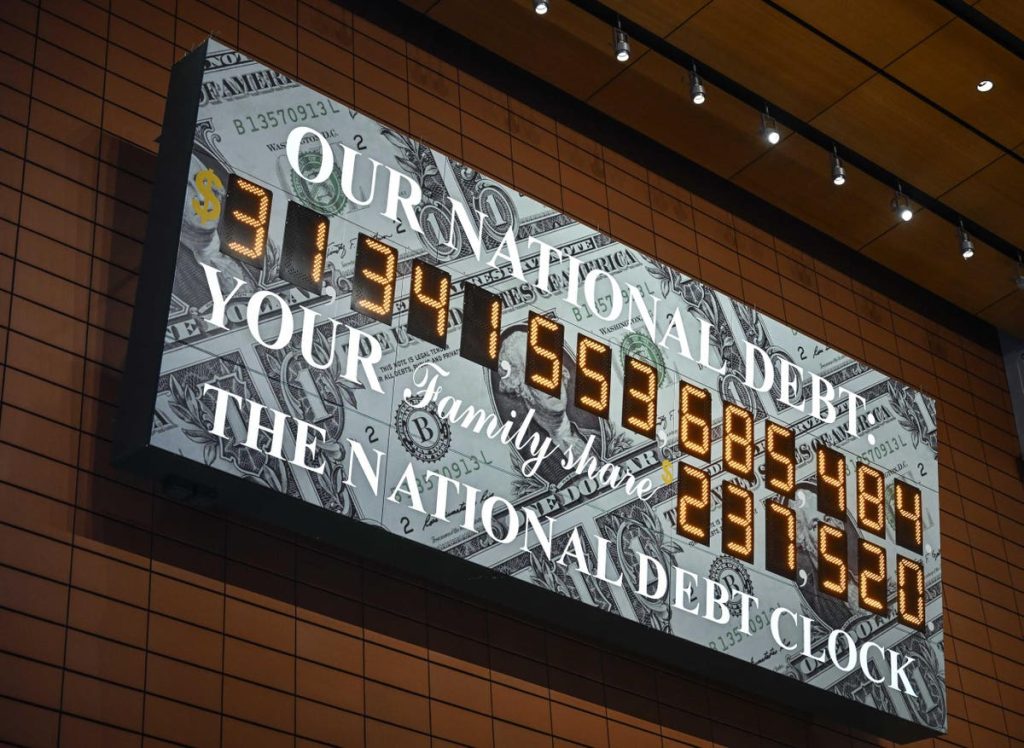 OUR NATIONAL DEBT:
$31,341,553,685,484
YOUR Family share $237,520
THE NATIONAL DEBT CLOCK